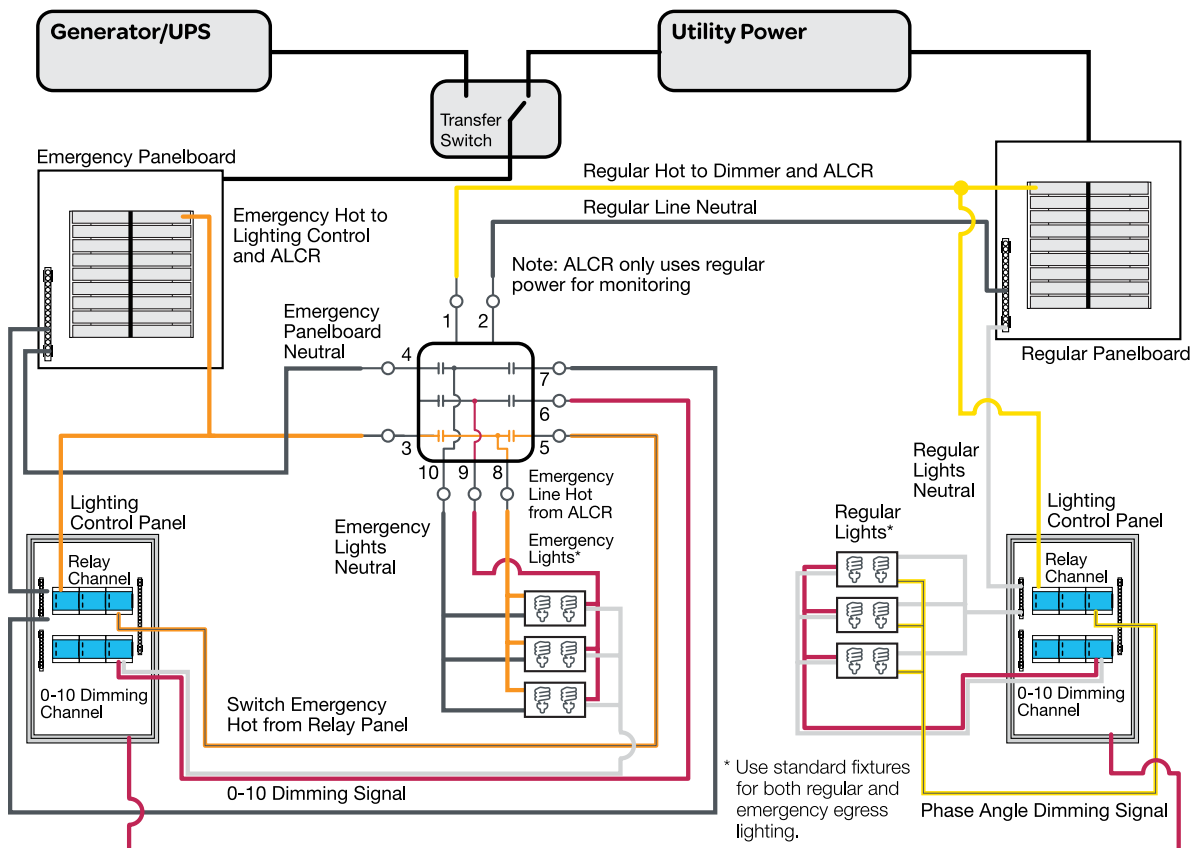 Generator/UPS
Utility Power
Transfer
Switch
Emergency Panelboard
Regular Hot to Dimmer and ALCR
Regular Line Neutral
Emergency Hot to
Lighting Control
and ALCR
Note: ALCR only uses regular
power for monitoring
1
2
Emergency
Panelboard
Neutral
Regular Panelboard
4
7
6
3
5
10
9
8
Emergency
Line Hot
from ALCR
Regular
Lights
Neutral
Lighting
Control Panel
Emergency
Lights
Neutral
Emergency
Lights*
Regular
Lights*
Lighting
Control Panel
Relay
Channel
Relay
Channel
0-10 Dimming
Channel
0-10 Dimming
Channel
Switch Emergency
Hot from Relay Panel
0-10 Dimming Signal
* Use standard fixtures
for both regular and
emergency egress
lighting.
Phase Angle Dimming Signal